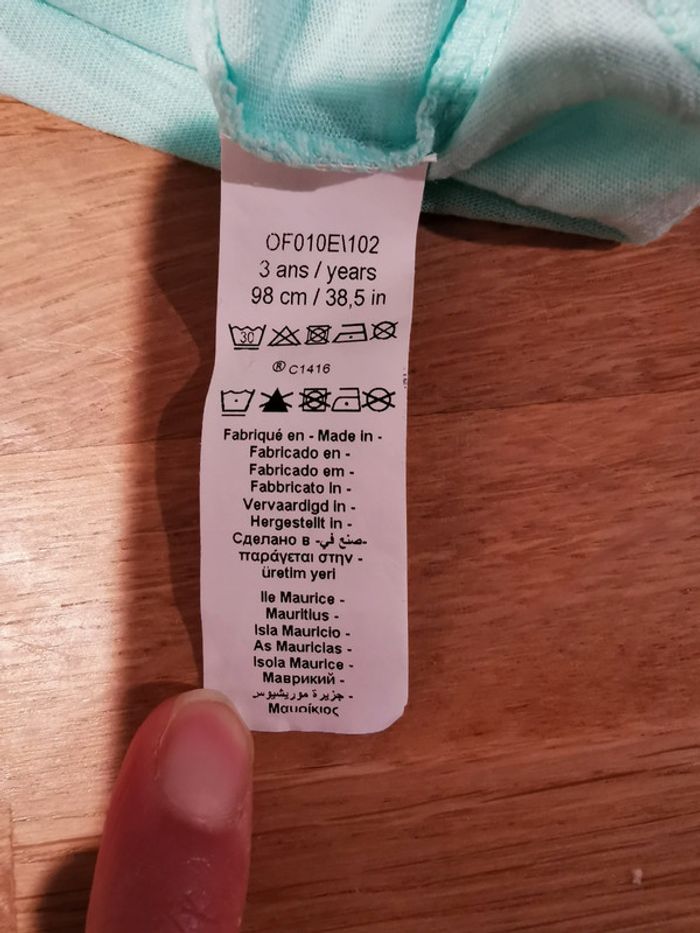 OF010E\102
3 ans / years
98 cm / 38,5 in
30
® C1416
Fabriqué en - Made in -
Fabricado en -
Fabricado em -
Fabbricato in -
Vervaardigd in -
Hergestellt in -
Сделано в -صنع في-
παράγεται στην -
üretim yeri
Ile Maurice -
Mauritius -
Isla Mauricio -
As Mauricias -
Isola Maurice -
Маврикий -
جزيرة موريشيوس -
Μαυρίκιος